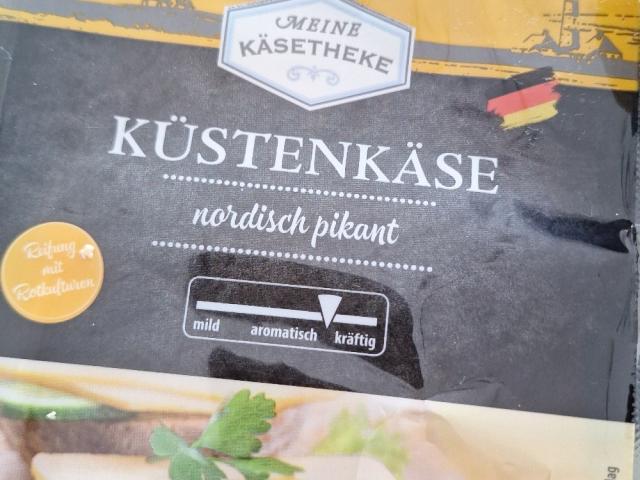 MEINE
KÄSETHEKE
KÜSTENKÄSE
nordisch pikant
Reifung
mit
Rotkulturen
mild aromatisch kräftig